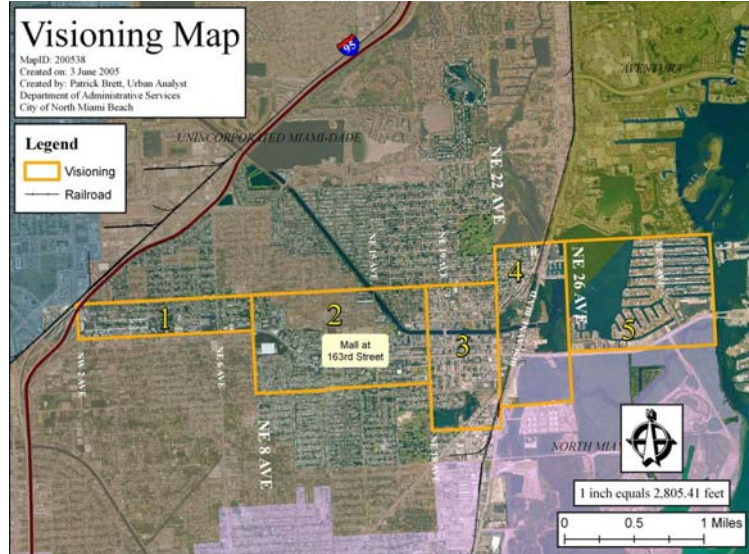 Visioning Map
MapID: 200538
Created on: 3 June 2005
Created by: Patrick Brett, Urban Analyst
Department of Administrative Services
City of North Miami Beach
Legend
Visioning
Railroad
95
AVENTURA
UNINCORPORATED MIAMI-DADE
NE 22 AVE
NE 26 AVE
1
2
3
4
5
Mall at
163rd Street
NE 6 AVE
NE 8 AVE
NORTH MIA
1 inch equals 2,805.41 feet
0 0.5 1 Miles